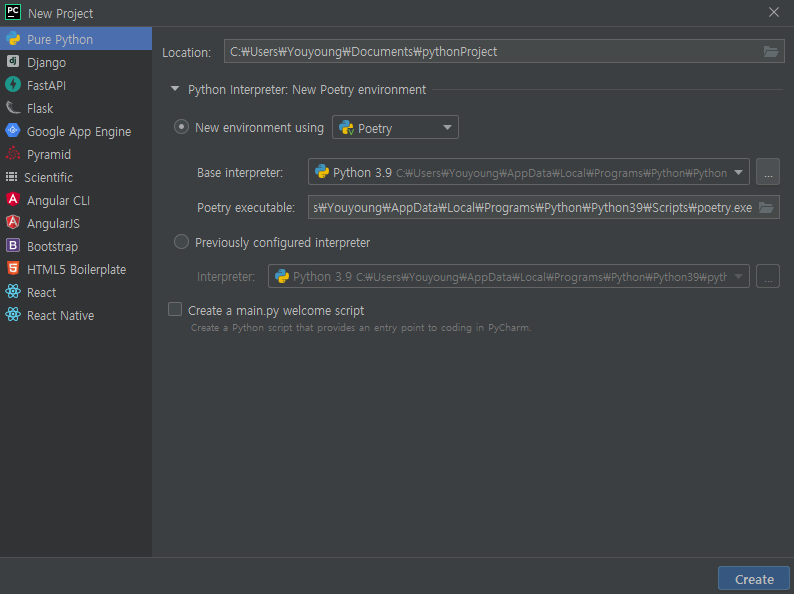 PC New Project
Pure Python
dj Django
FastAPI
Flask
Google App Engine
Pyramid
Scientific
A Angular CLI
A AngularJS
B Bootstrap
5 HTML5 Boilerplate
React
React Native
Location: C:₩Users₩Youyoung₩Documents₩pythonProject
Python Interpreter: New Poetry environment
New environment using Poetry
Base interpreter: Python 3.9 C:₩Users₩Youyoung₩AppData₩Local₩Programs₩Python₩Python ...
Poetry executable: s₩Youyoung₩AppData₩Local₩Programs₩Python₩Python39₩Scripts₩poetry.exe
Previously configured interpreter
Interpreter: Python 3.9 C:₩Users₩Youyoung₩AppData₩Local₩Programs₩Python₩Python39₩pyth ...
Create a main.py welcome script
Create a Python script that provides an entry point to coding in PyCharm.
Create